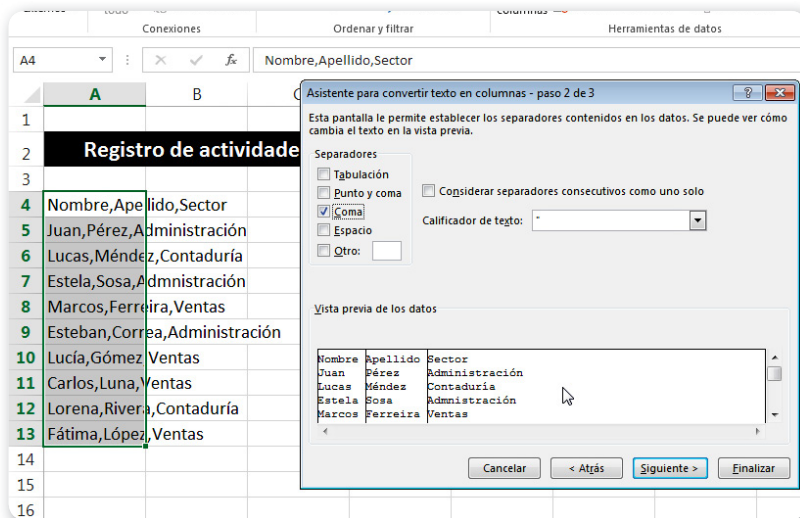 Conexiones
Ordenar y filtrar
Herramientas de datos
A4
fx
Nombre,Apellido,Sector
A
B
1
2
Registro de actividade
3
4
Nombre,Apellido,Sector
5
Juan,Pérez,Administración
6
Lucas,Méndez,Contaduría
7
Estela,Sosa,Admnistración
8
Marcos,Ferreira,Ventas
9
Esteban,Correa,Administración
10
Lucía,Gómez,Ventas
11
Carlos,Luna,Ventas
12
Lorena,Rivera,Contaduría
13
Fátima,López,Ventas
14
15
16
Asistente para convertir texto en columnas - paso 2 de 3
Esta pantalla le permite establecer los separadores contenidos en los datos. Se puede ver cómo
cambia el texto en la vista previa.
Separadores
Tabulación
Punto y coma
Coma
Espacio
Otro:
Considerar separadores consecutivos como uno solo
Calificador de texto: "
Vista previa de los datos
Nombre Apellido Sector
Juan Pérez Administración
Lucas Méndez Contaduría
Estela Sosa Admnistración
Marcos Ferreira Ventas
Cancelar
< Atrás
Siguiente >
Finalizar